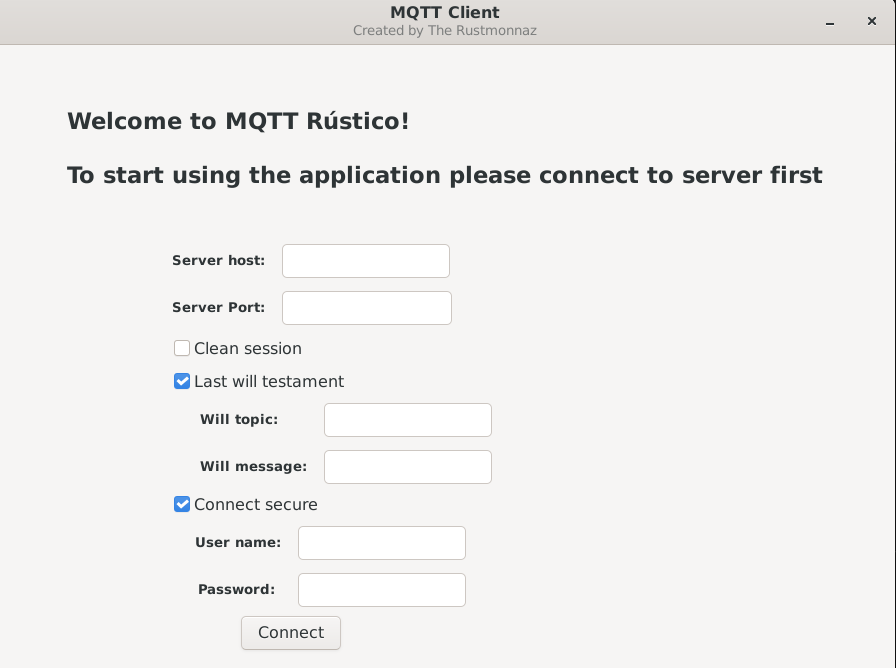 MQTT Client
Created by The Rustmonnaz
Welcome to MQTT Rústico!
To start using the application please connect to server first
Server host:
Server Port:
Clean session
Last will testament
Will topic:
Will message:
Connect secure
User name:
Password:
Connect